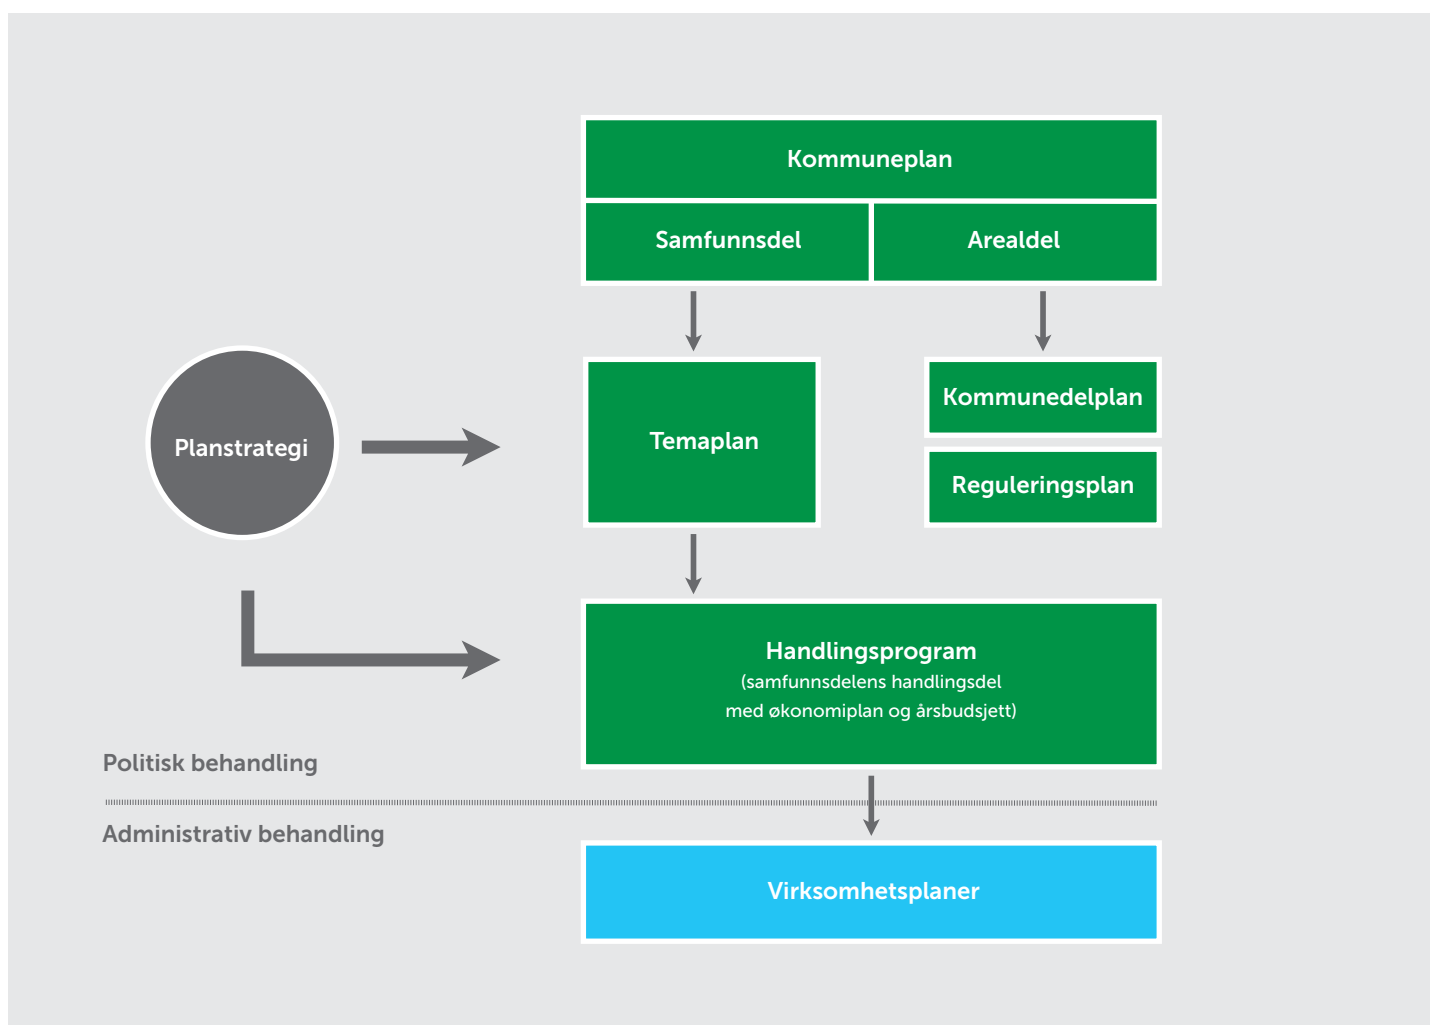 Kommuneplan
Samfunnsdel
Arealdel
Planstrategi
Temaplan
Kommunedelplan
Reguleringsplan
Handlingsprogram
(samfunnsdelens handlingsdel
med økonomiplan og årsbudsjett)
Politisk behandling
Administrativ behandling
Virksomhetsplaner